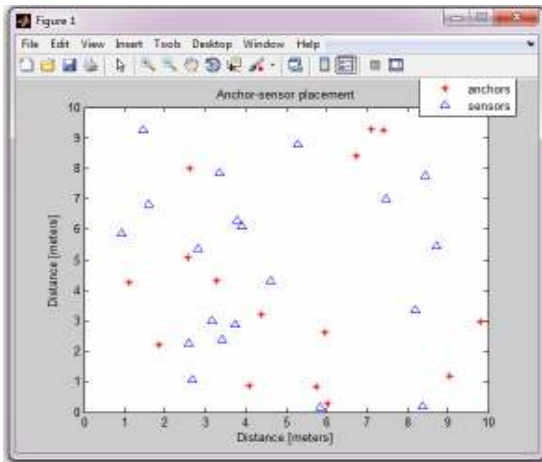 Figure 1
File Edit View Insert Tools Desktop Window Help
Anchor-sensor placement
anchors
sensors
10
9
8
7
6
5
4
3
2
1
0
Distance [meters]
0 1 2 3 4 5 6 7 8 9 10
Distance [meters]